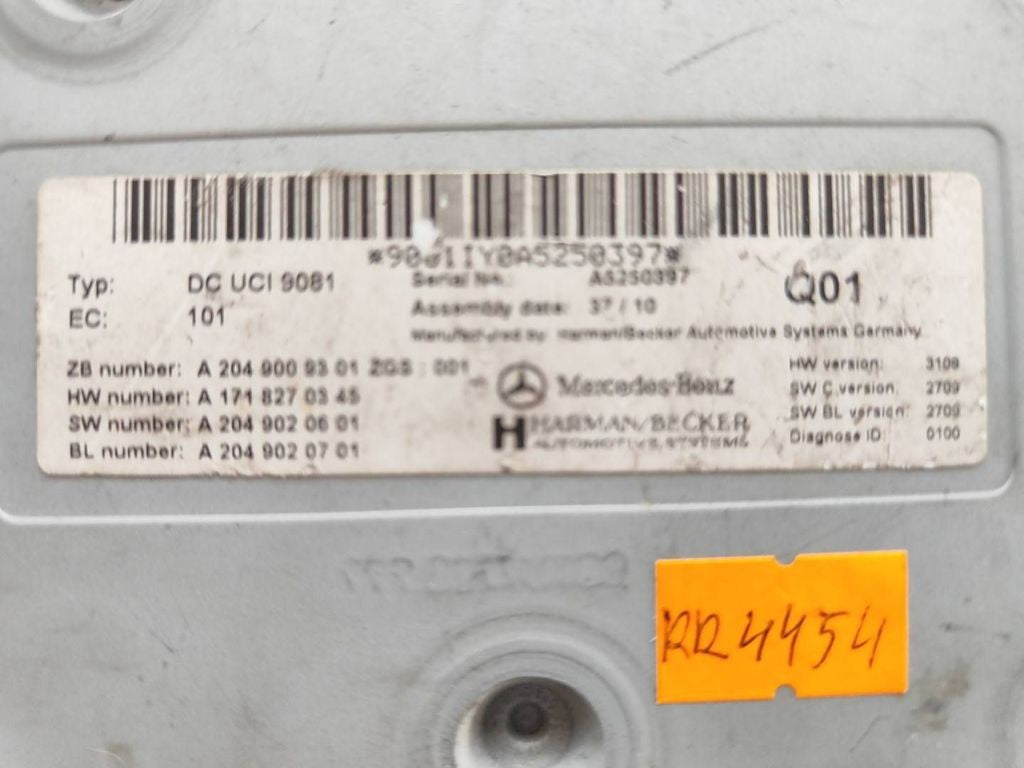 *9001IY0A5250397*
Typ: DC UCI 9081
EC: 101
Serial No.: A5250397
Assembly date: 37 / 10
Manufactured by Harman/Becker Automotive Systems Germany
Q01
ZB number: A 204 900 93 01 ZGS : 001
HW number: A 171 827 03 45
SW number: A 204 902 06 01
BL number: A 204 902 07 01
Mercedes-Benz
HARMAN/BECKER
AUTOMOTIVE SYSTEMS
HW version: 3108
SW C.version: 2709
SW BL version: 2709
Diagnose ID: 0100
RR4454